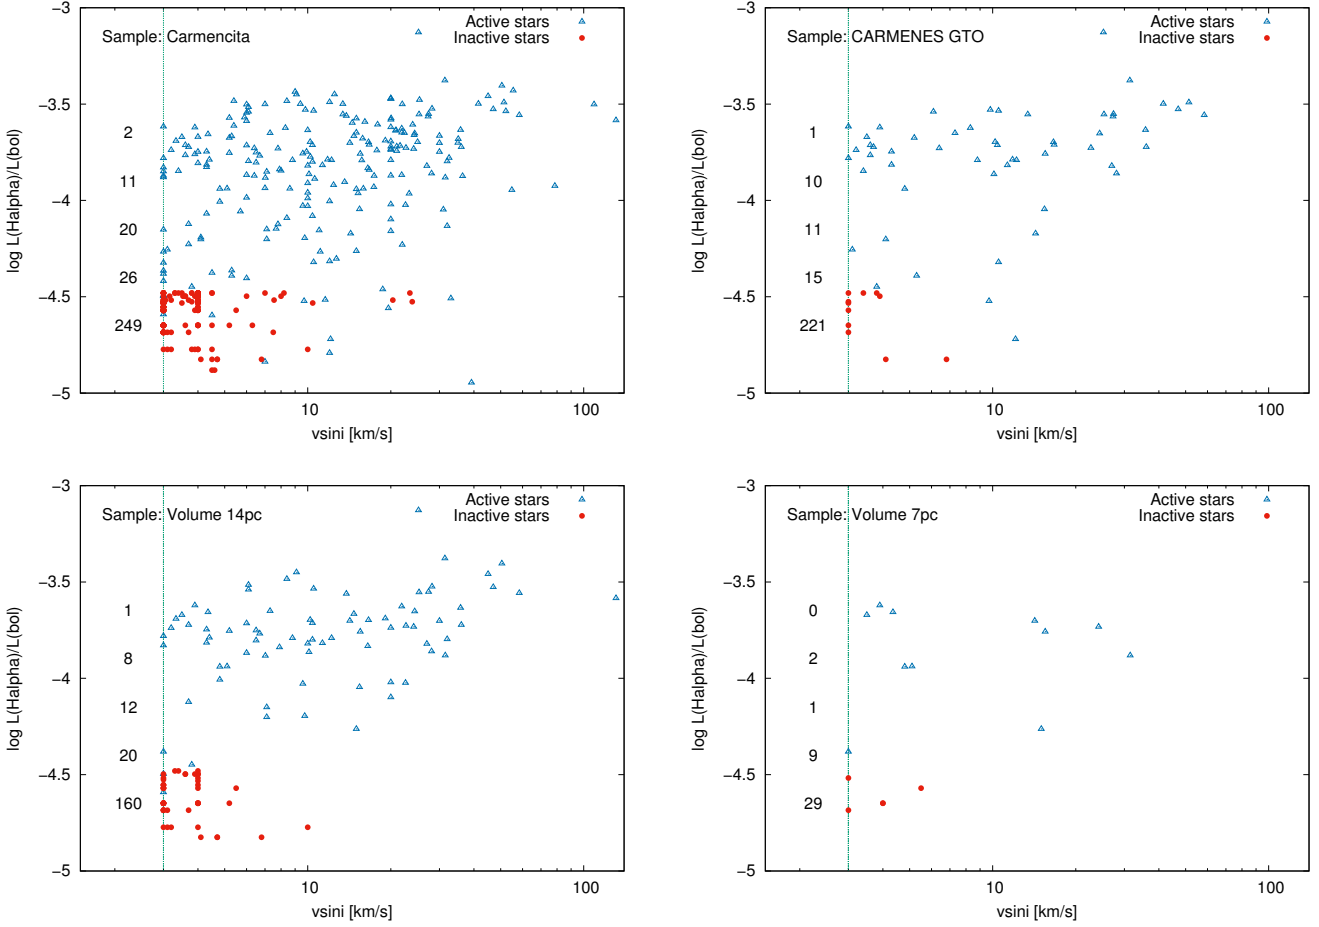 −3
−3.5
−4
−4.5
−5
log L(Halpha)/L(bol)
Sample: Carmencita
Active stars
Inactive stars
2
11
20
26
249
10
100
vsini [km/s]
−3
−3.5
−4
−4.5
−5
log L(Halpha)/L(bol)
Sample: CARMENES GTO
Active stars
Inactive stars
1
10
11
15
221
10
100
vsini [km/s]
−3
−3.5
−4
−4.5
−5
log L(Halpha)/L(bol)
Sample: Volume 14pc
Active stars
Inactive stars
1
8
12
20
160
10
100
vsini [km/s]
−3
−3.5
−4
−4.5
−5
log L(Halpha)/L(bol)
Sample: Volume 7pc
Active stars
Inactive stars
0
2
1
9
29
10
100
vsini [km/s]